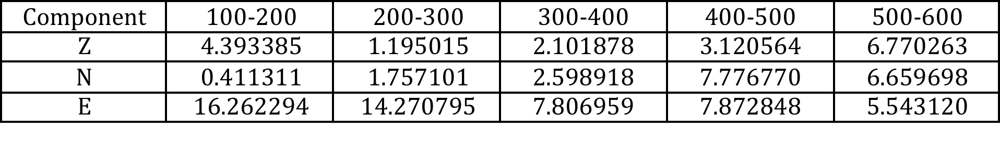 Component 100-200 200-300 300-400 400-500 500-600
Z 4.393385 1.195015 2.101878 3.120564 6.770263
N 0.411311 1.757101 2.598918 7.776770 6.659698
E 16.262294 14.270795 7.806959 7.872848 5.543120